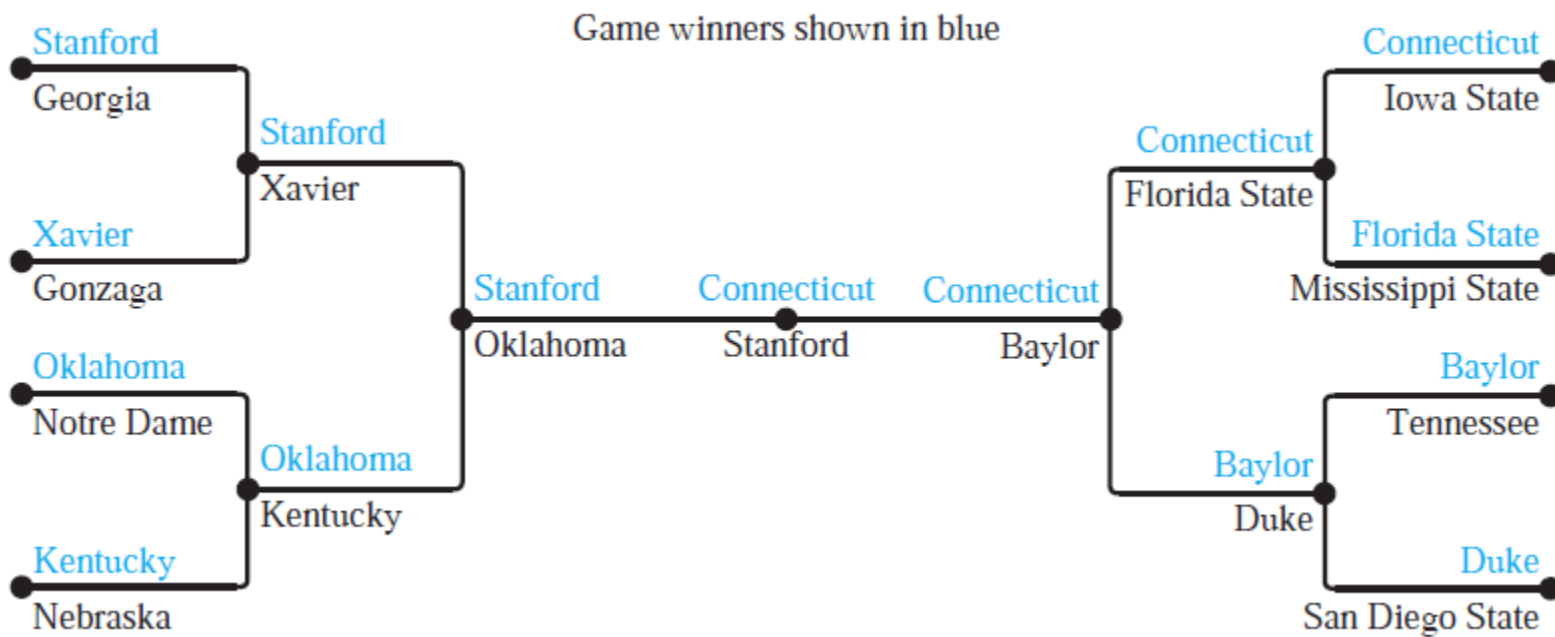 Game winners shown in blue
Stanford
Georgia
Stanford
Xavier
Xavier
Gonzaga
Stanford
Oklahoma
Oklahoma
Notre Dame
Oklahoma
Kentucky
Kentucky
Nebraska
Connecticut
Stanford
Connecticut
Baylor
Connecticut
Florida State
Connecticut
Iowa State
Florida State
Mississippi State
Baylor
Duke
Baylor
Tennessee
Duke
San Diego State